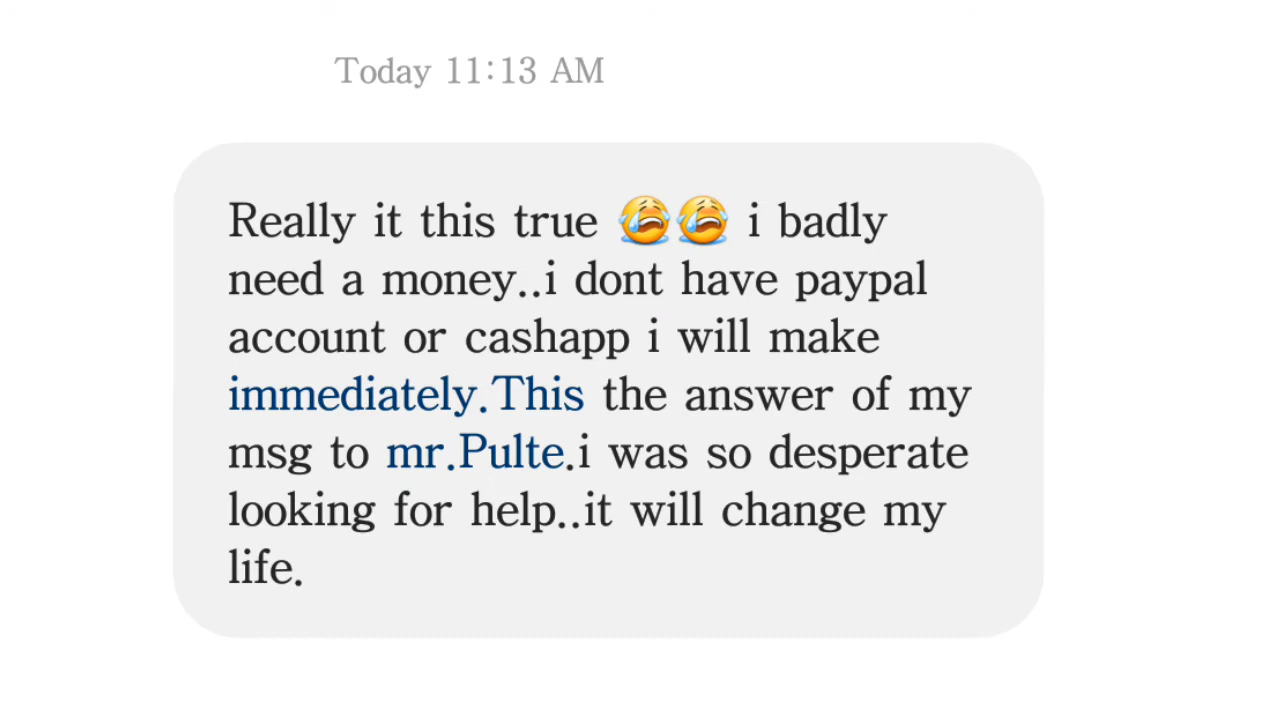 Today 11:13 AM
Really it this true 😭😭 i badly
need a money..i dont have paypal
account or cashapp i will make
immediately.This the answer of my
msg to mr.Pulte.i was so desperate
looking for help..it will change my
life.